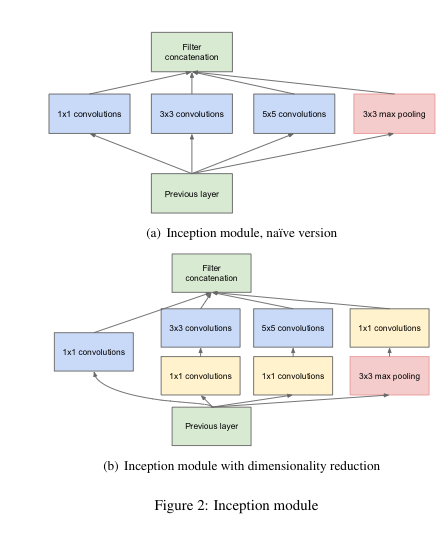 Filter
concatenation
1x1 convolutions
3x3 convolutions
5x5 convolutions
3x3 max pooling
Previous layer
(a) Inception module, naïve version
Filter
concatenation
3x3 convolutions
5x5 convolutions
1x1 convolutions
1x1 convolutions
1x1 convolutions
1x1 convolutions
3x3 max pooling
Previous layer
(b) Inception module with dimensionality reduction
Figure 2: Inception module